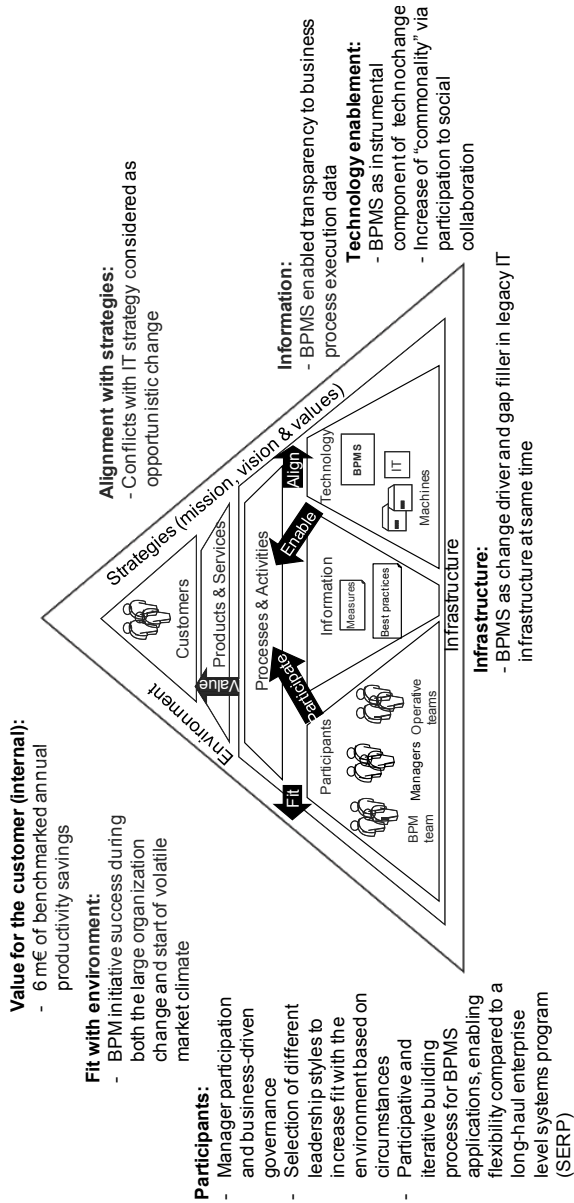 Value for the customer (internal):
- 6 m€ of benchmarked annual
productivity savings
Fit with environment:
- BPM initiative success during
both the large organization
change and start of volatile
market climate
Participants:
- Manager participation
and business-driven
governance
- Selection of different
leadership styles to
increase fit with the
environment based on
circumstances
- Participative and
iterative building
process for BPMS
applications, enabling
flexibility compared to a
long-haul enterprise
level systems program
(SERP)
Alignment with strategies:
- Conflicts with IT strategy considered as
opportunistic change
Information:
- BPMS enabled transparency to business
process execution data
Technology enablement:
- BPMS as instrumental
component of technochange
- Increase of "commonality" via
participation to social
collaboration
Infrastructure:
- BPMS as change driver and gap filler in legacy IT
infrastructure at same time
Environment
Strategies (mission, vision & values)
Customers
Products & Services
Value
Processes & Activities
Fit
Participate
Enable
Align
Participants
BPM
team
Managers
Operative
teams
Information
Measures
Best practices
Technology
BPMS
IT
Machines
Infrastructure